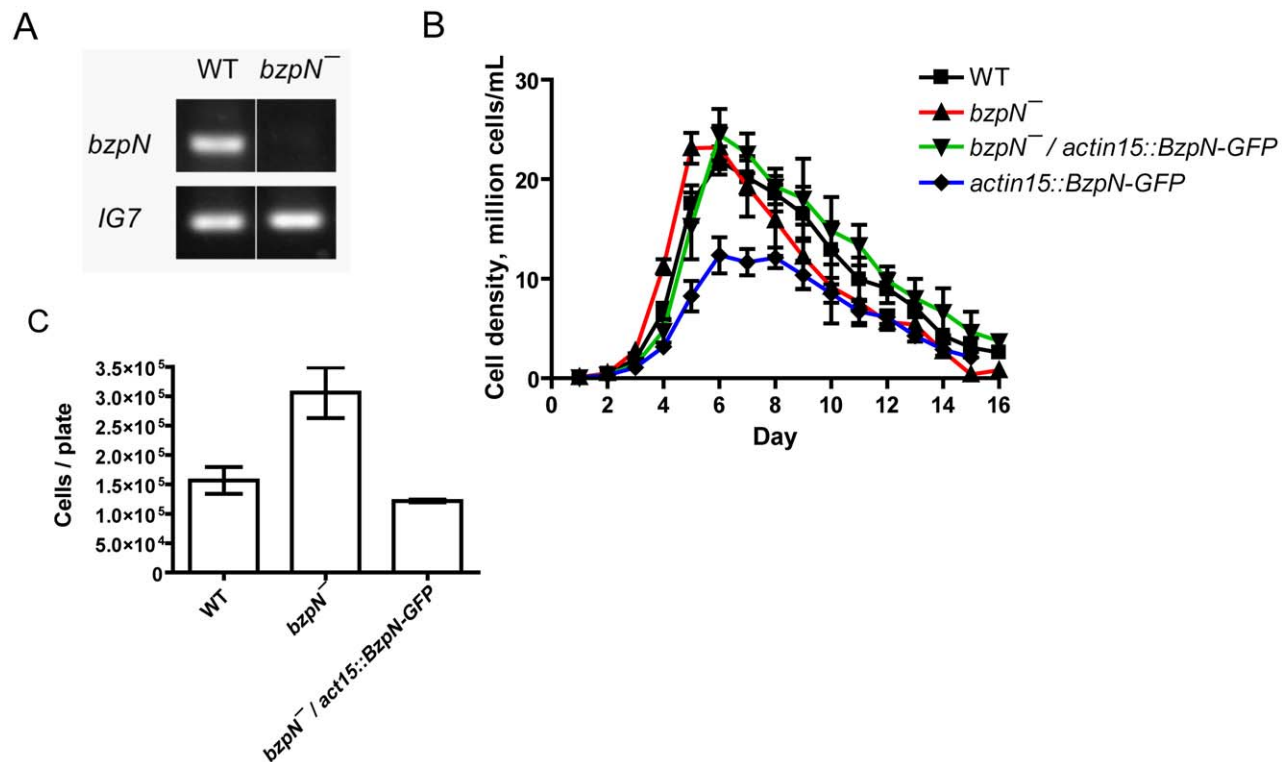 A
WT bzpN⁻
bzpN
IG7
B
Cell density, million cells/mL
30
20
10
0
0 2 4 6 8 10 12 14 16
Day
WT
bzpN⁻
bzpN⁻ / actin15::BzpN-GFP
actin15::BzpN-GFP
C
Cells / plate
3.5×10⁵
3.0×10⁵
2.5×10⁵
2.0×10⁵
1.5×10⁵
1.0×10⁵
5.0×10⁴
0
WT
bzpN⁻
bzpN⁻ / act15::BzpN-GFP